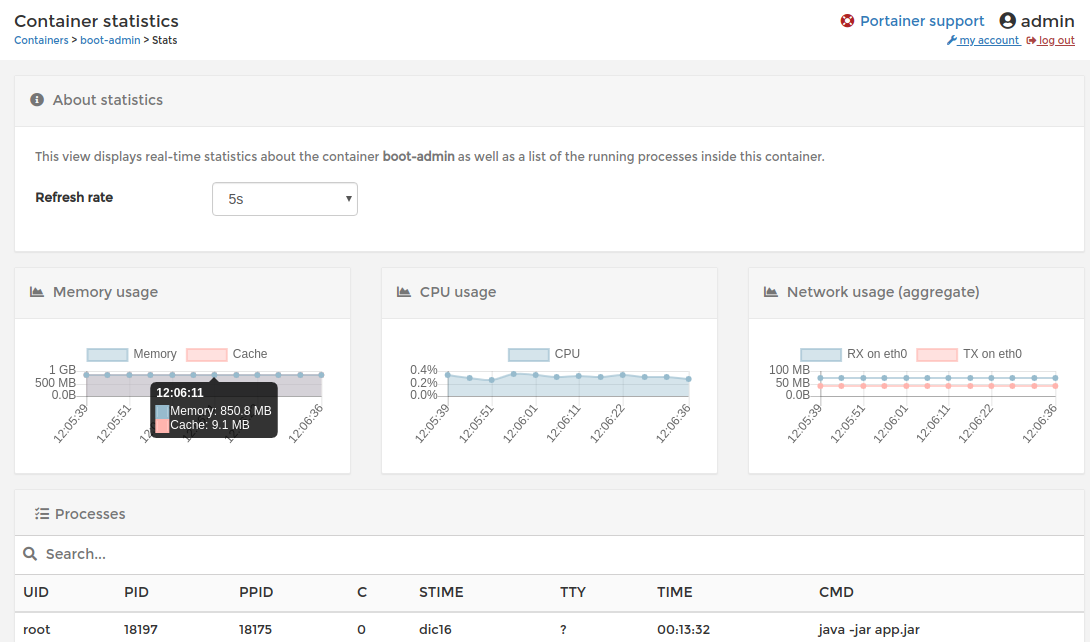 Container statistics
Portainer support admin
Containers > boot-admin > Stats
my account log out
About statistics
This view displays real-time statistics about the container boot-admin as well as a list of the running processes inside this container.
Refresh rate
5s
Memory usage
Memory Cache
1 GB
500 MB
0.0B
12:05:39
12:05:51
12:06:36
12:06:11
Memory: 850.8 MB
Cache: 9.1 MB
CPU usage
CPU
0.4%
0.2%
0.0%
12:05:39
12:05:51
12:06:01
12:06:11
12:06:22
12:06:36
Network usage (aggregate)
RX on eth0 TX on eth0
100 MB
50 MB
0.0B
12:05:39
12:05:51
12:06:01
12:06:11
12:06:22
12:06:36
Processes
Search...
UID PID PPID C STIME TTY TIME CMD
root 18197 18175 0 dic16 ? 00:13:32 java -jar app.jar